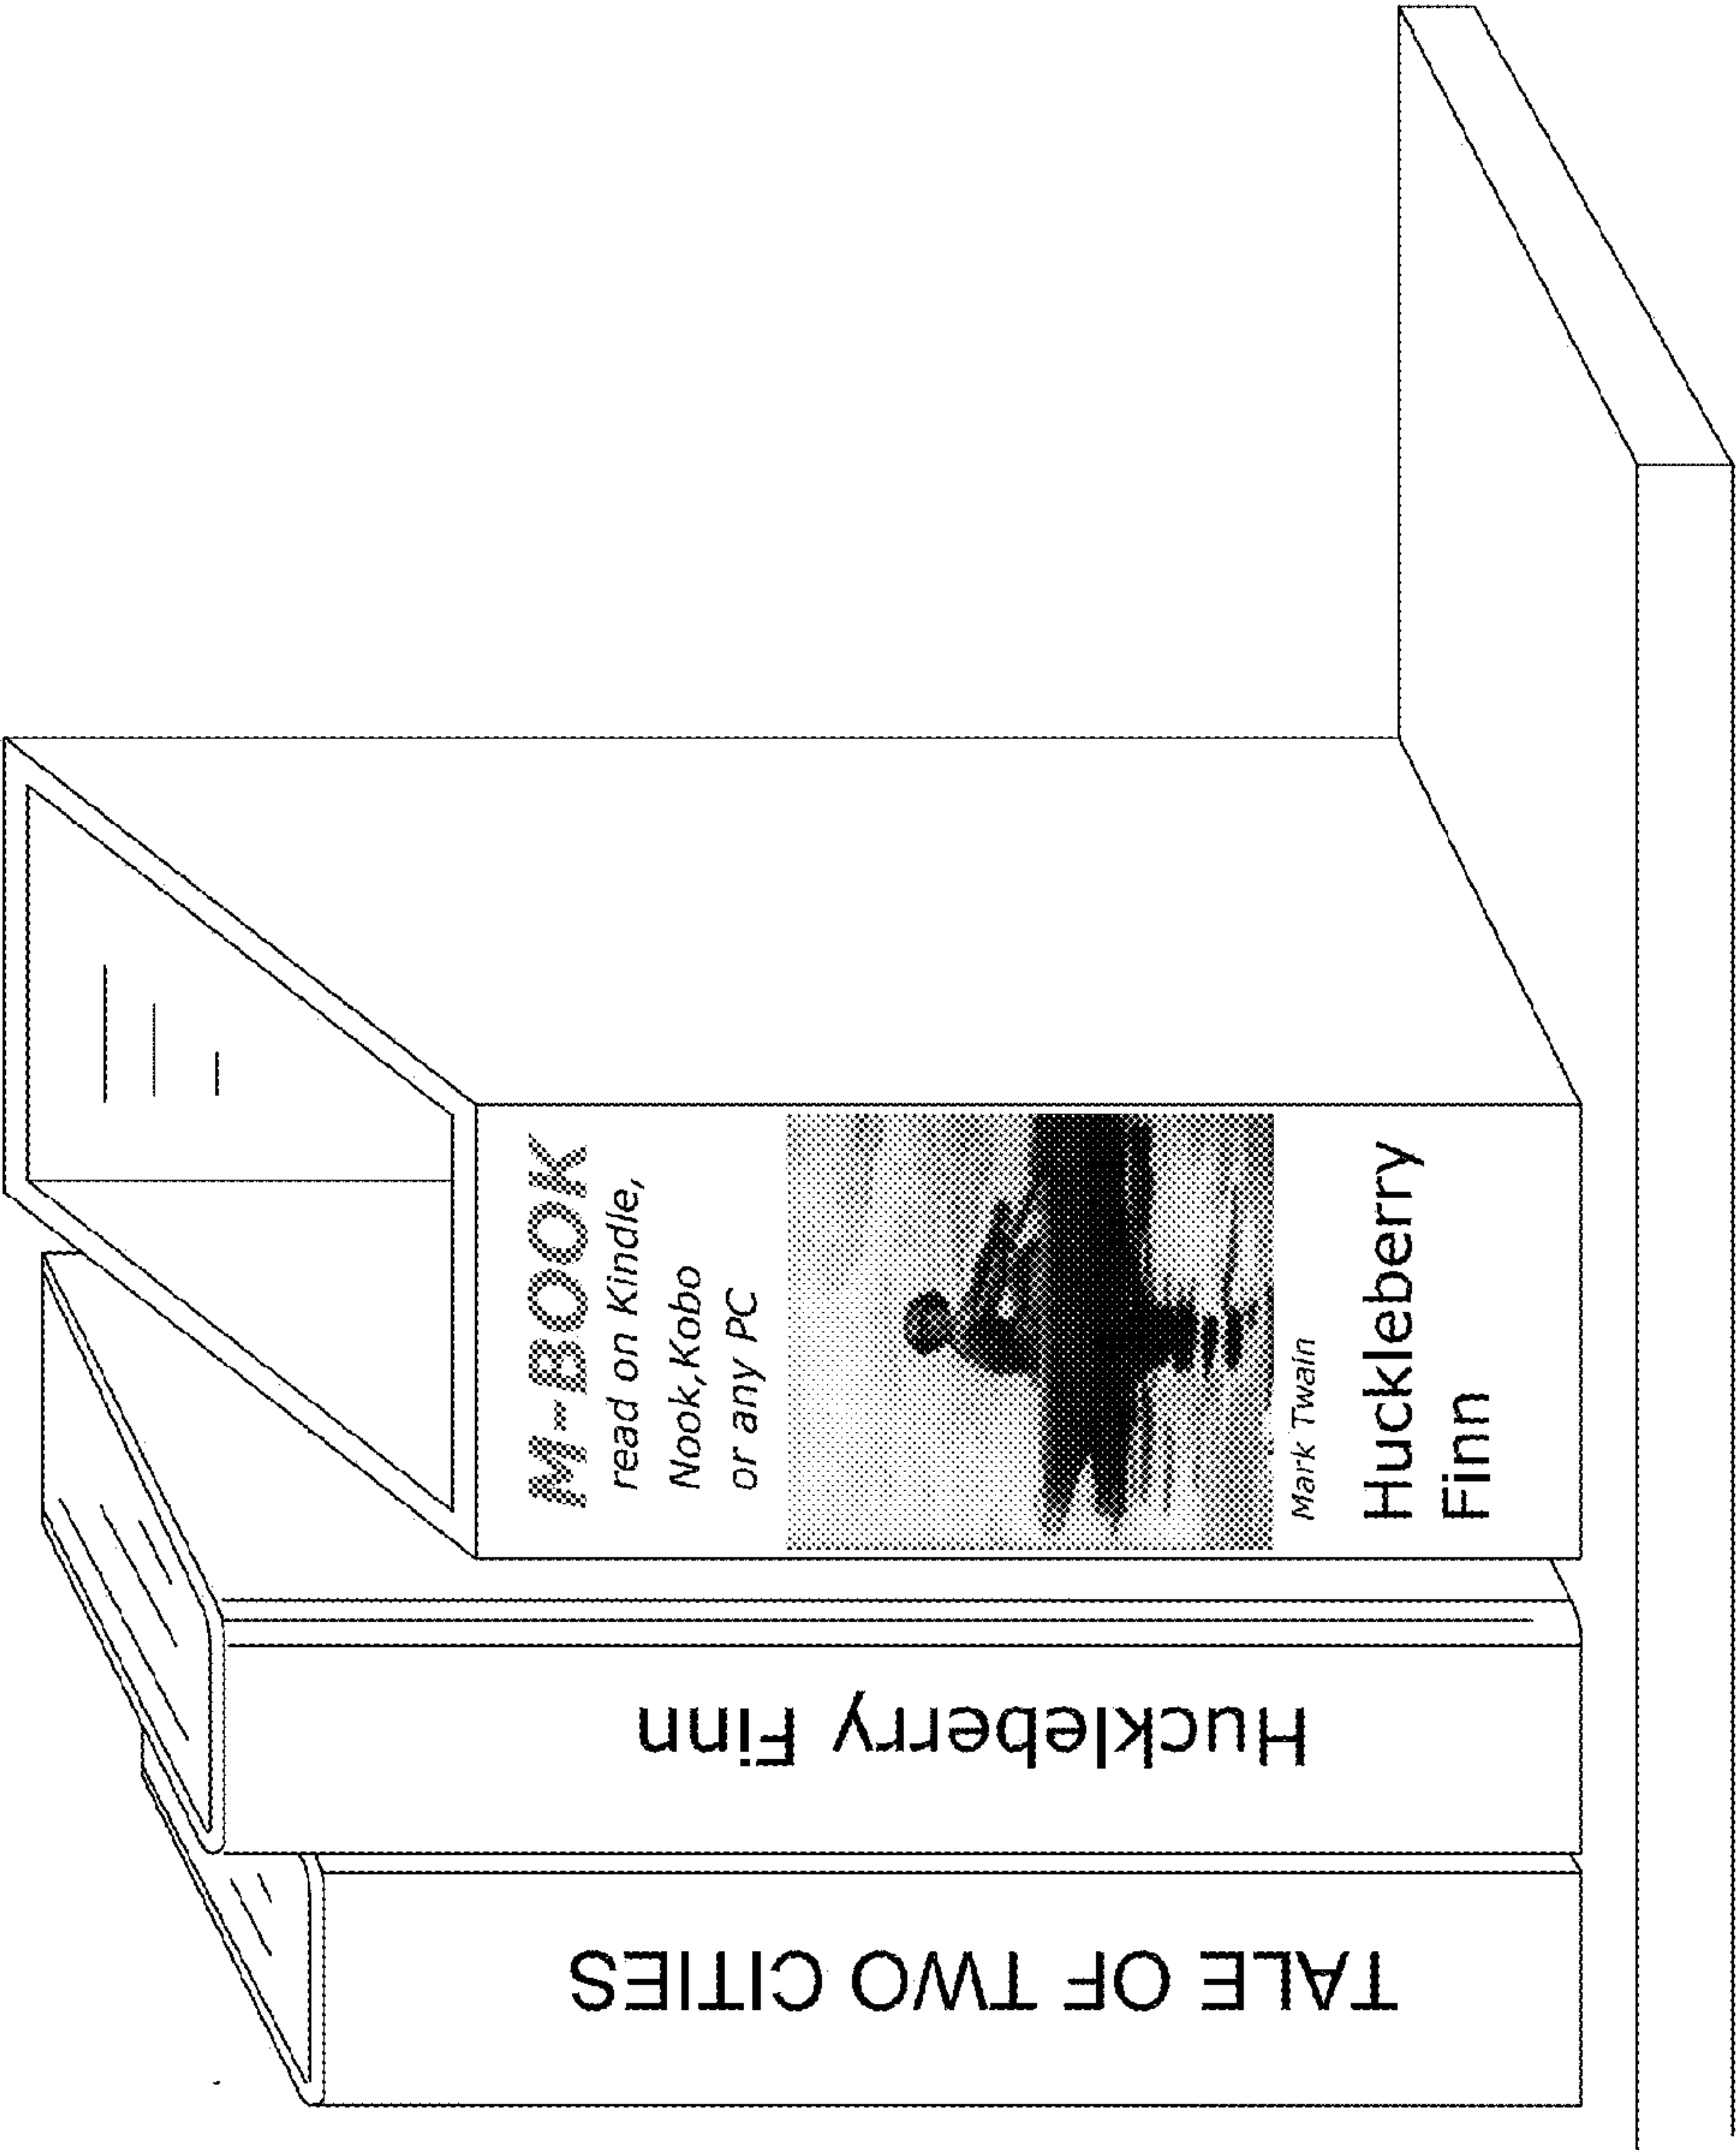 M-BOOK
read on Kindle,
Nook,Kobo
or any PC
Mark Twain
Huckleberry
Finn
Huckleberry Finn
TALE OF TWO CITIES